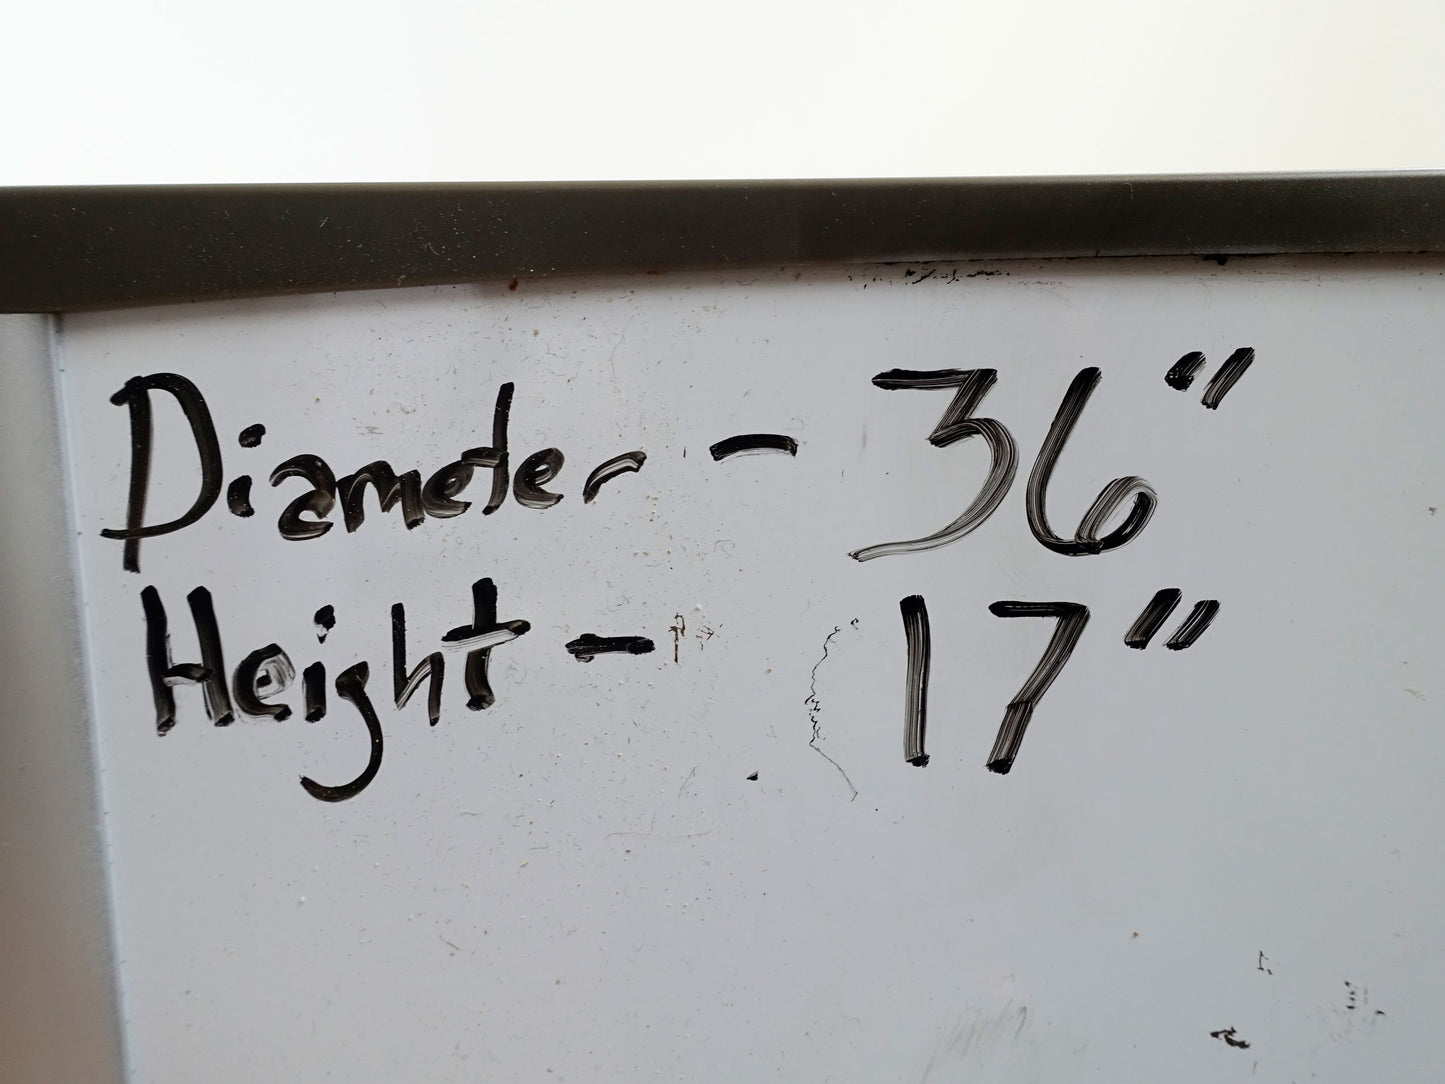 Diameter - 36"
Height - 17"